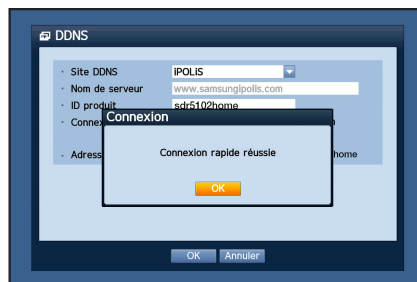 DDNS
· Site DDNS iPOLiS
· Nom de serveur www.samsungipolis.com
· ID produit sdr5102home
· Connex
Connexion
Connexion rapide réussie
· Adress home
OK
OK Annuler